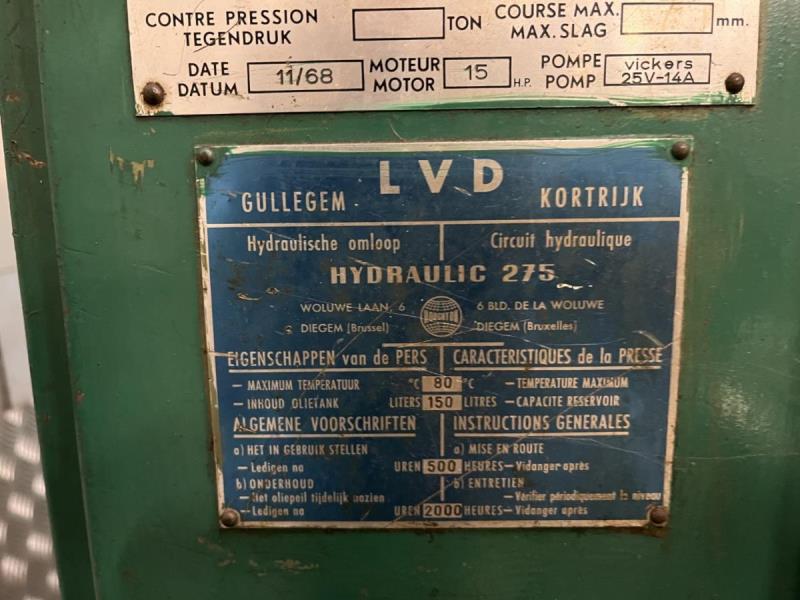 CONTRE PRESSION TEGENDRUK TON COURSE MAX. MAX. SLAG mm.
DATE DATUM 11/68 MOTEUR MOTOR 15 H.P. POMPE POMP vickers 25V-14A
LVD
GULLEGEM KORTRIJK
Hydraulische omloop Circuit hydraulique
HYDRAULIC 275
WOLUWE LAAN, 6 6 BLD. DE LA WOLUWE
DIEGEM (Brussel) HOUGHTON DIEGEM (Bruxelles)
EIGENSCHAPPEN van de PERS CARACTERISTIQUES de la PRESSE
— MAXIMUM TEMPERATUUR °C 80 °C — TEMPERATURE MAXIMUM
— INHOUD OLIETANK LITERS 150 LITRES — CAPACITE RESERVOIR
ALGEMENE VOORSCHRIFTEN INSTRUCTIONS GENERALES
a) HET IN GEBRUIK STELLEN a) MISE EN ROUTE
— Ledigen na UREN 500 HEURES — Vidanger après
b) ONDERHOUD b) ENTRETIEN
— Het oliepeil tijdelijk nazien — Vérifier périodiquement le niveau
— Ledigen na UREN 2000 HEURES — Vidanger après